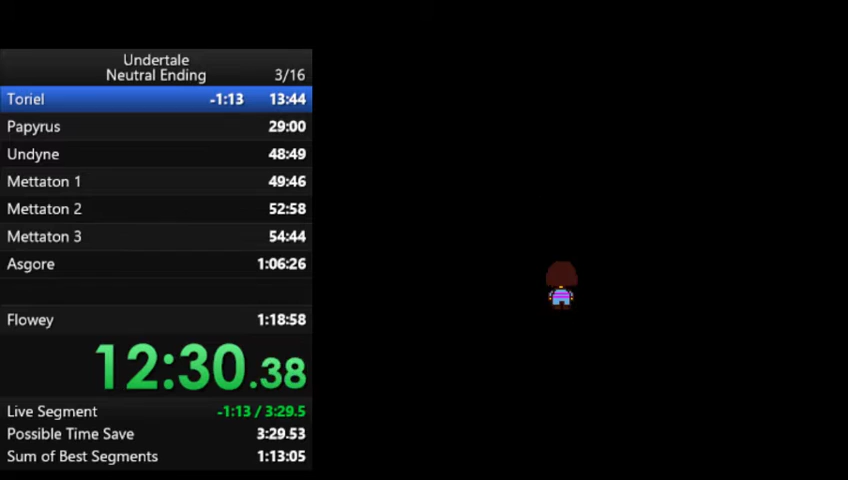 Undertale
Neutral Ending 3/16
Toriel -1:13 13:44
Papyrus 29:00
Undyne 48:49
Mettaton 1 49:46
Mettaton 2 52:58
Mettaton 3 54:44
Asgore 1:06:26
Flowey 1:18:58
12:30.38
Live Segment -1:13 / 3:29.5
Possible Time Save 3:29.53
Sum of Best Segments 1:13:05